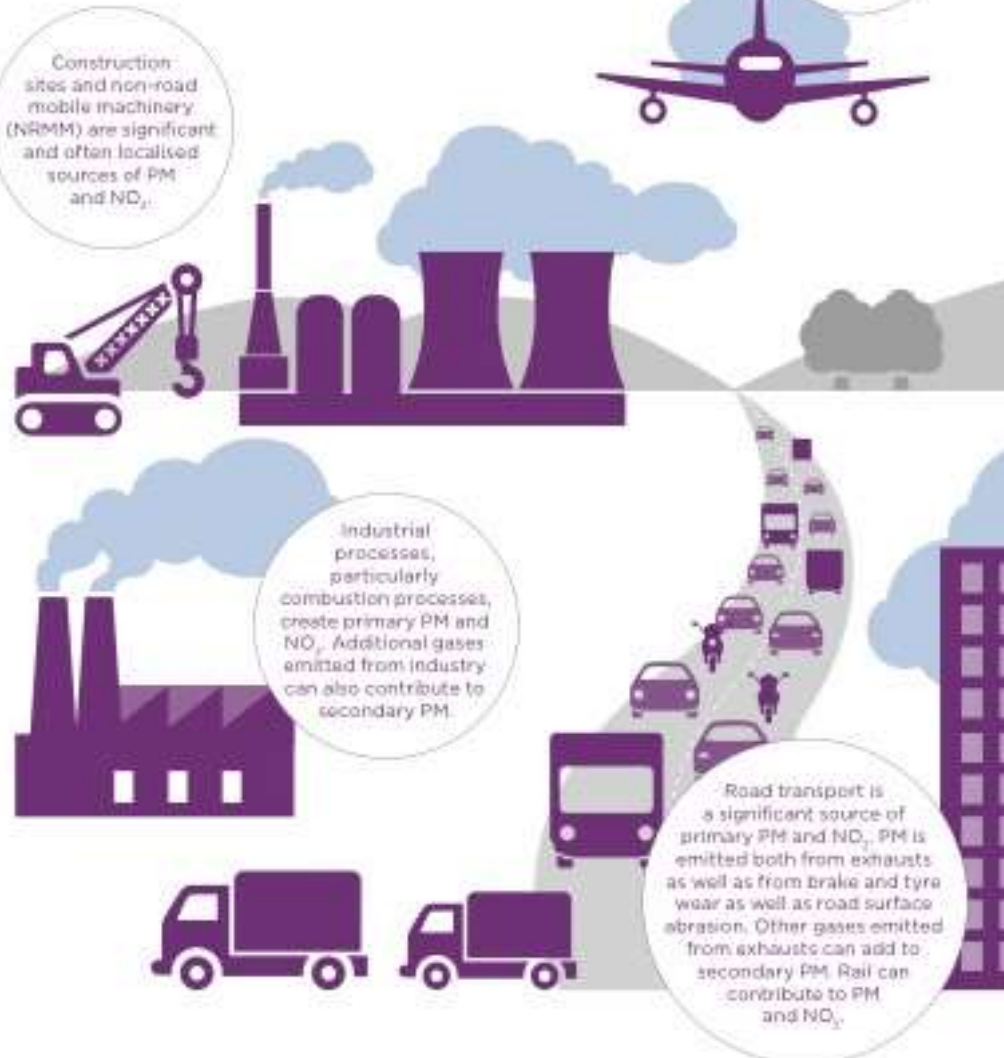 Construction
sites and non-road
mobile machinery
(NRMM) are significant
and often localised
sources of PM
and NO₂.
Industrial
processes,
particularly
combustion processes,
create primary PM and
NO₂. Additional gases
emitted from industry
can also contribute to
secondary PM.
Road transport is
a significant source of
primary PM and NO₂. PM is
emitted both from exhausts
as well as from brake and tyre
wear as well as road surface
abrasion. Other gases emitted
from exhausts can add to
secondary PM. Rail can
contribute to PM
and NO₂.